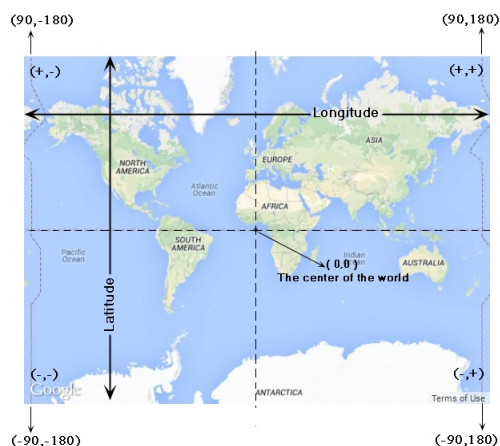 (90,-180)
(90,180)
(+,-)
(+,+)
Longitude
ASIA
NORTH
AMERICA
EUROPE
Atlantic
Ocean
AFRICA
SOUTH
AMERICA
Pacific
Ocean
( 0,0 )
Indian
Ocean
The center of the world
AUSTRALIA
Latitude
(-,-)
(-,+)
Google
ANTARCTICA
Terms of Use
(-90,-180)
(-90,180)